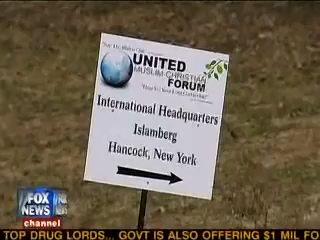 UNITED
MUSLIM-CHRISTIAN
FORUM
International Headquarters
Islamberg
Hancock, New York
FOX
NEWS
channel
TOP DRUG LORDS... GOVT IS ALSO OFFERING $1 MIL FO